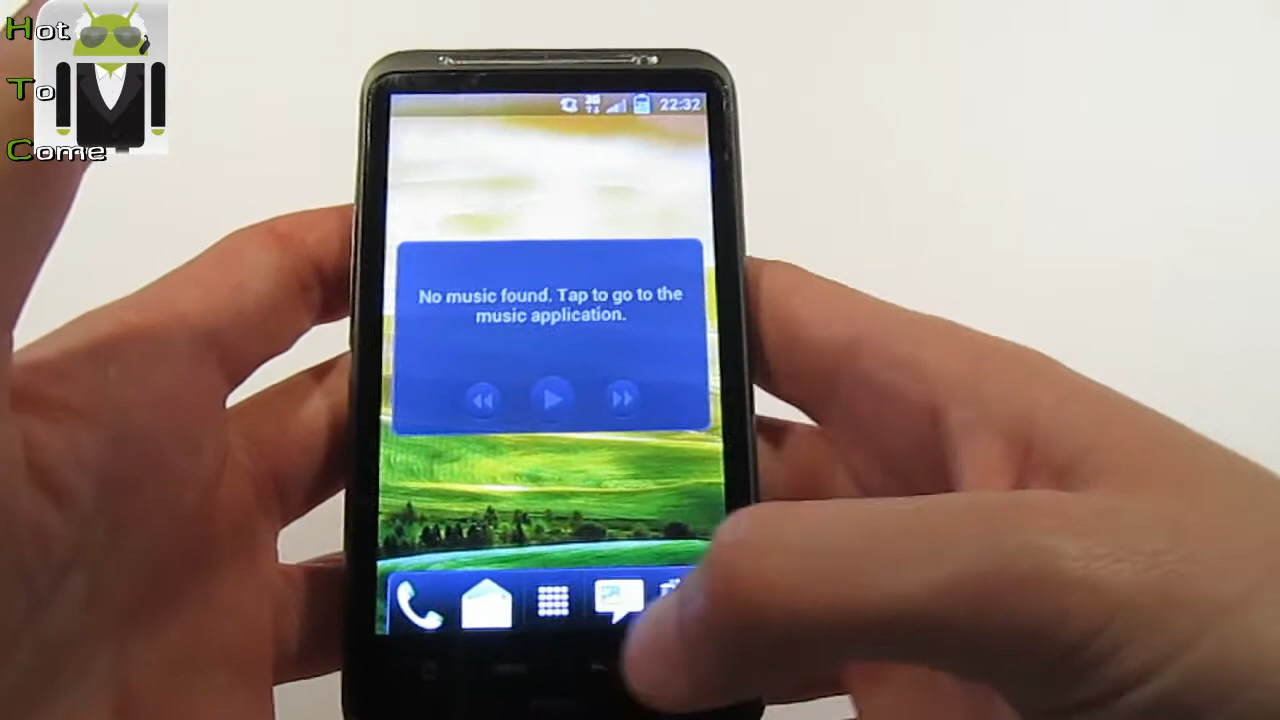 Hot
To
Come
22:32
No music found. Tap to go to the
music application.